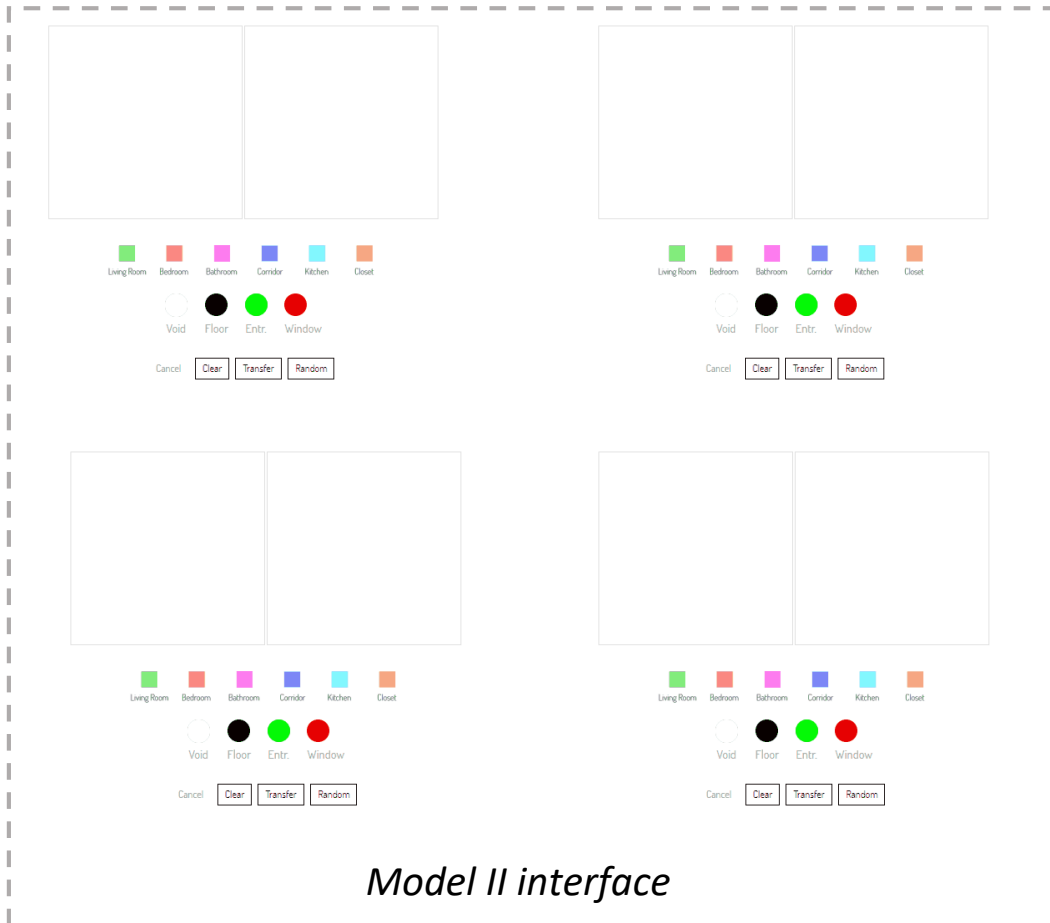 Living Room Bedroom Bathroom Corridor Kitchen Closet
Void Floor Entr. Window
Cancel Clear Transfer Random
Living Room Bedroom Bathroom Corridor Kitchen Closet
Void Floor Entr. Window
Cancel Clear Transfer Random
Living Room Bedroom Bathroom Corridor Kitchen Closet
Void Floor Entr. Window
Cancel Clear Transfer Random
Living Room Bedroom Bathroom Corridor Kitchen Closet
Void Floor Entr. Window
Cancel Clear Transfer Random
Model II interface